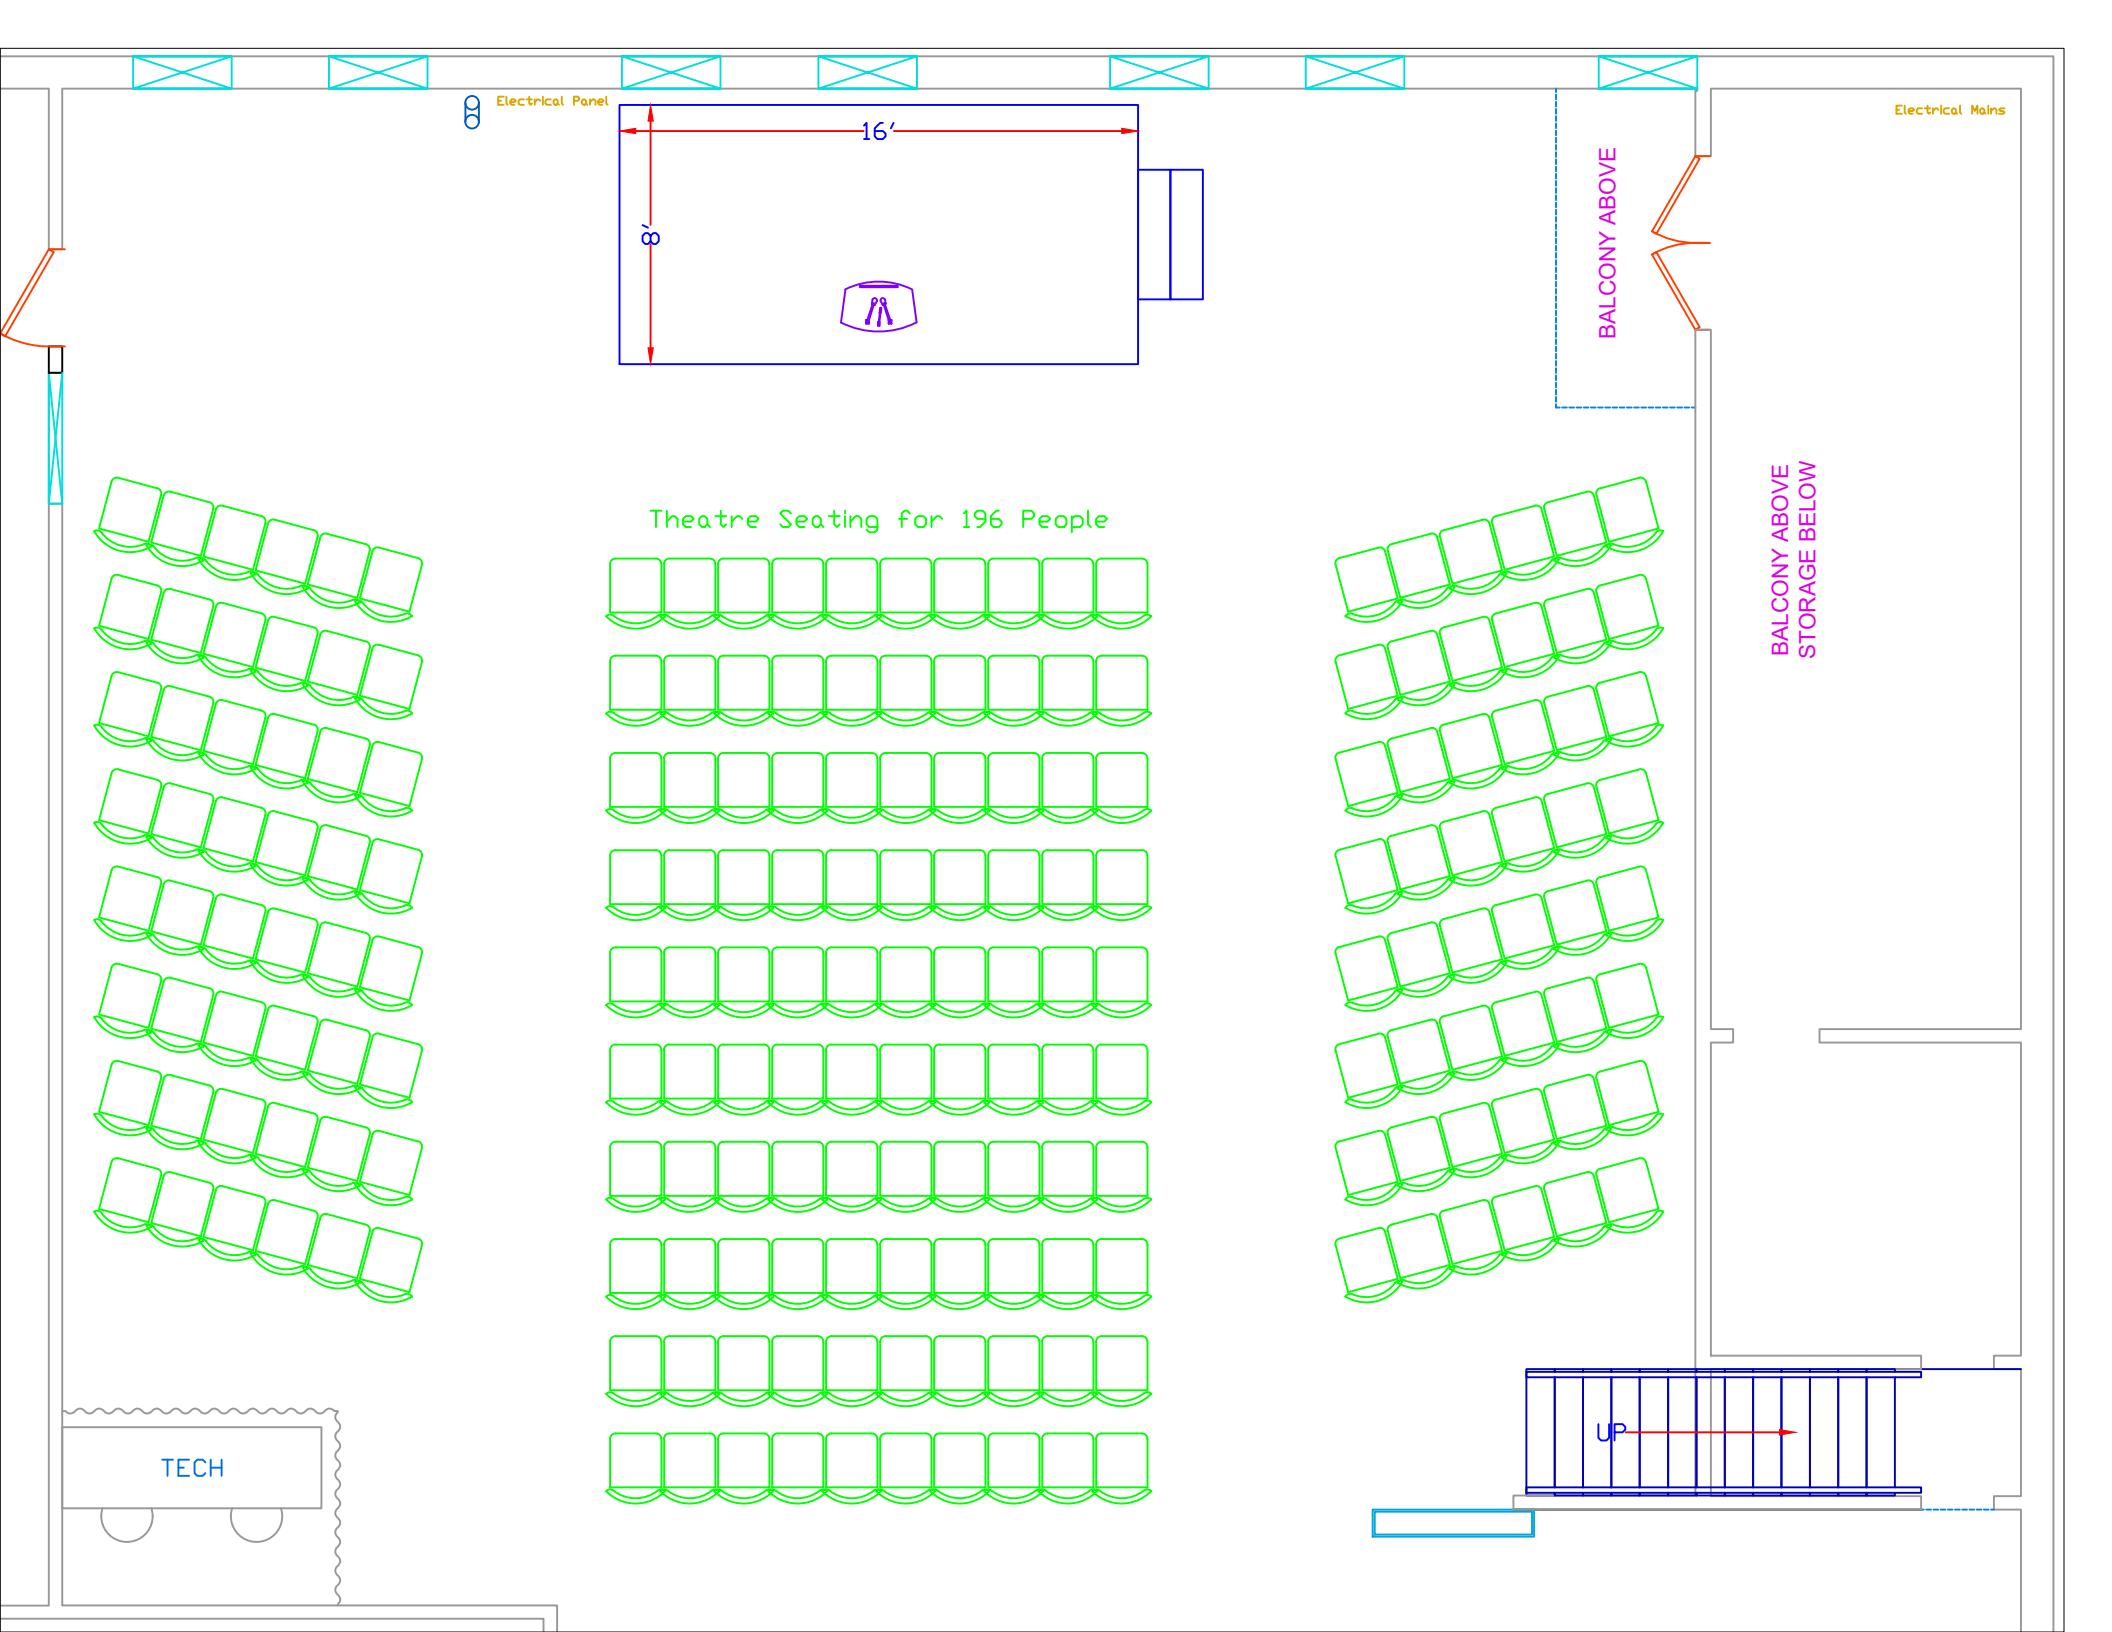 Electrical Panel
Electrical Mains
16'
8'
BALCONY ABOVE
BALCONY ABOVE
STORAGE BELOW
Theatre Seating for 196 People
UP
TECH